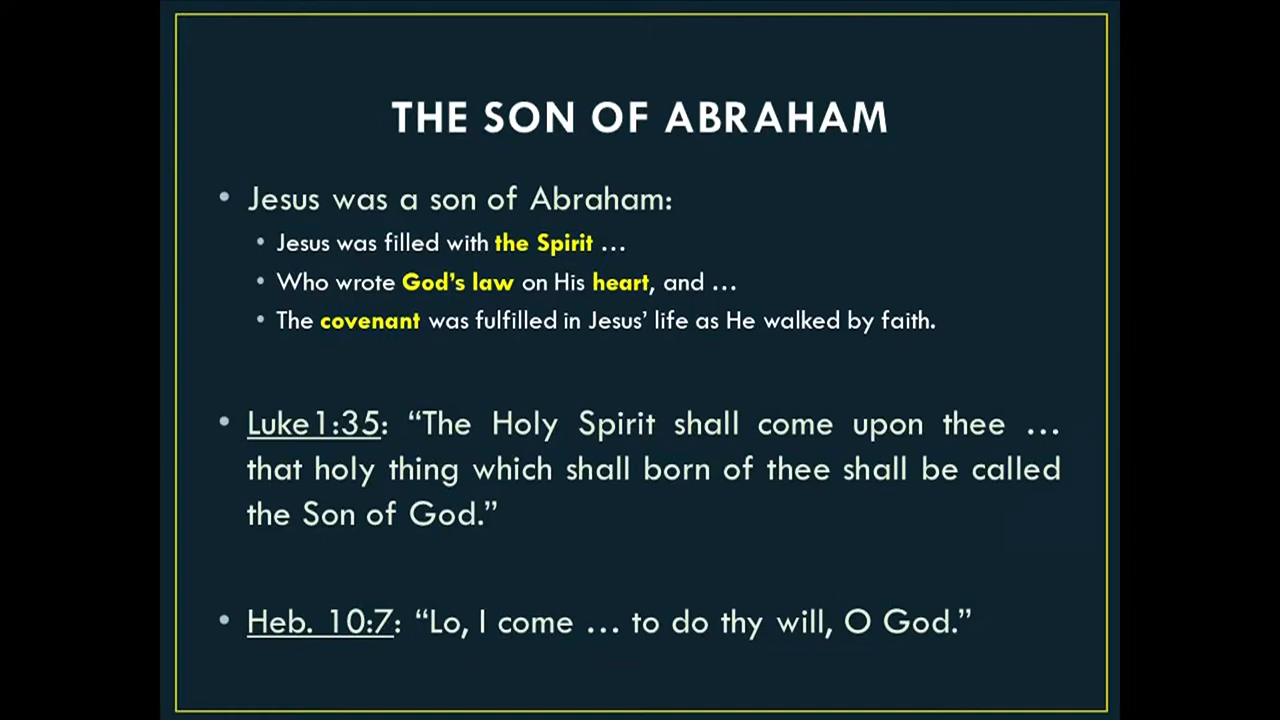 THE SON OF ABRAHAM
• Jesus was a son of Abraham:
• Jesus was filled with the Spirit …
• Who wrote God’s law on His heart, and …
• The covenant was fulfilled in Jesus’ life as He walked by faith.
• Luke1:35: “The Holy Spirit shall come upon thee …
that holy thing which shall born of thee shall be called
the Son of God.”
• Heb. 10:7: “Lo, I come … to do thy will, O God.”